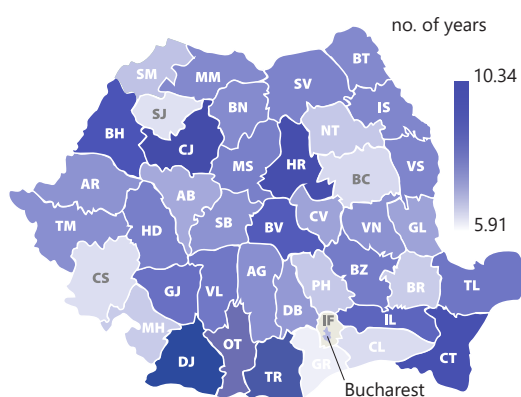 no. of years
10.34
5.91
BT
SM
MM
SV
IS
SJ
BN
NT
BH
CJ
MS
HR
BC
VS
AR
AB
TM
HD
SB
BV
CV
VN
GL
CS
GJ
VL
AG
PH
BZ
BR
TL
MH
DB
IF
IL
DJ
OT
TR
GR
CL
CT
Bucharest